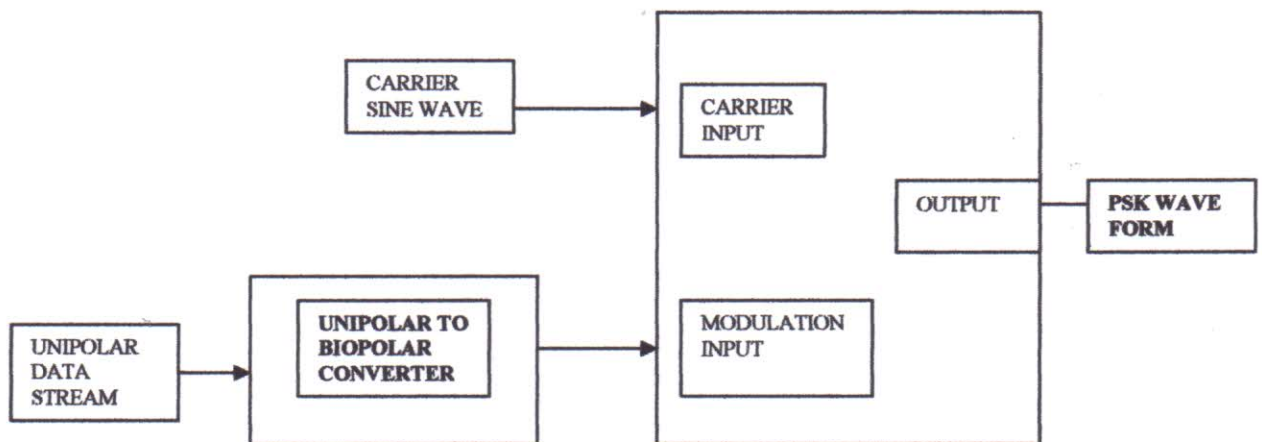 CARRIER
SINE WAVE
CARRIER
INPUT
OUTPUT
PSK WAVE
FORM
UNIPOLAR
DATA
STREAM
UNIPOLAR TO
BIOPOLAR
CONVERTER
MODULATION
INPUT